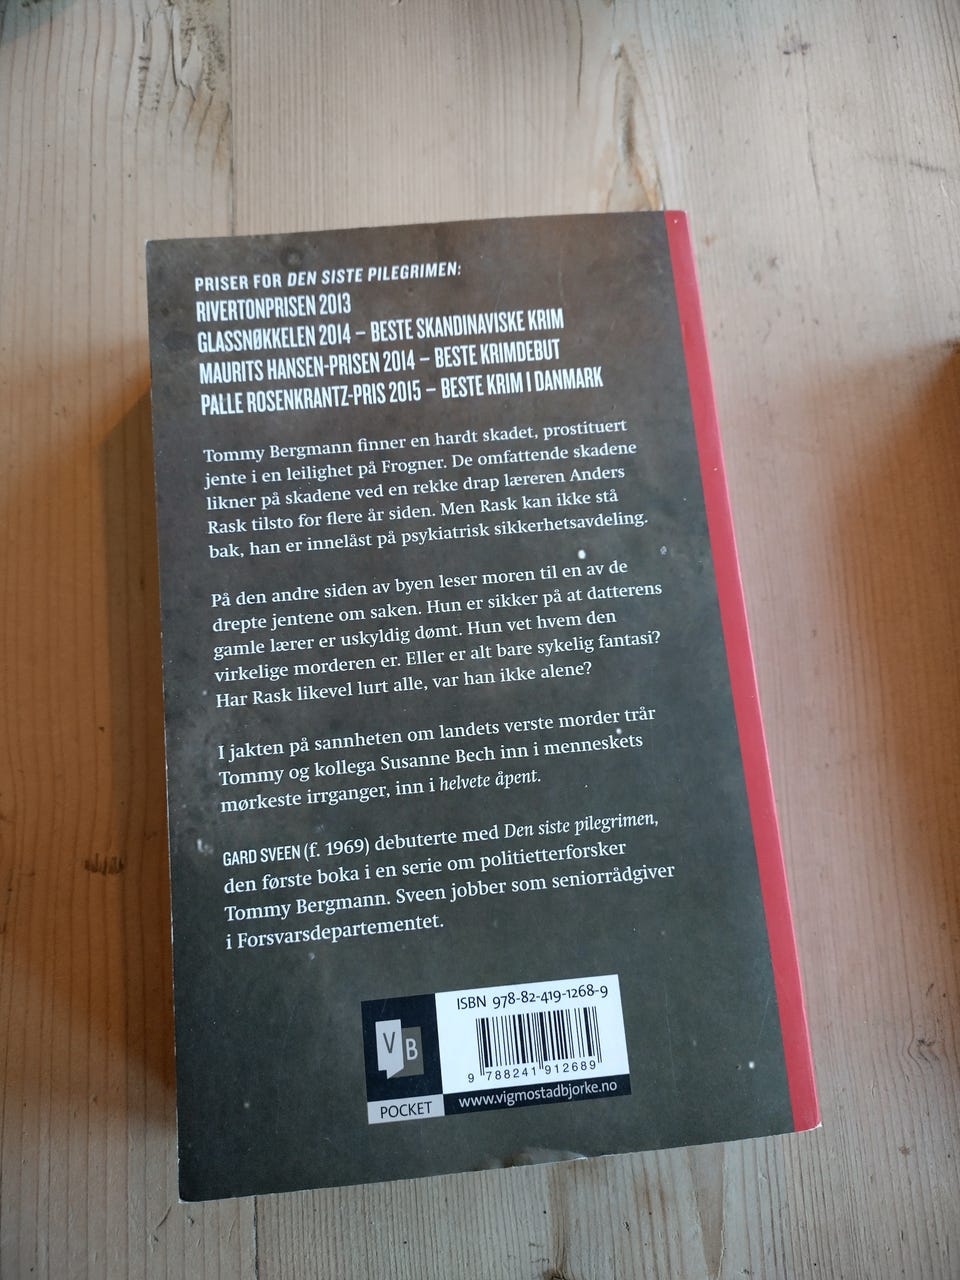 PRISER FOR DEN SISTE PILEGRIMEN:
RIVERTONPRISEN 2013
GLASSNØKKELEN 2014 – BESTE SKANDINAVISKE KRIM
MAURITS HANSEN-PRISEN 2014 – BESTE KRIMDEBUT
PALLE ROSENKRANTZ-PRIS 2015 – BESTE KRIM I DANMARK
Tommy Bergmann finner en hardt skadet, prostituert
jente i en leilighet på Frogner. De omfattende skadene
likner på skadene ved en rekke drap læreren Anders
Rask tilsto for flere år siden. Men Rask kan ikke stå
bak, han er innelåst på psykiatrisk sikkerhetsavdeling.
På den andre siden av byen leser moren til en av de
drepte jentene om saken. Hun er sikker på at datterens
gamle lærer er uskyldig dømt. Hun vet hvem den
virkelige morderen er. Eller er alt bare sykelig fantasi?
Har Rask likevel lurt alle, var han ikke alene?
I jakten på sannheten om landets verste morder trår
Tommy og kollega Susanne Bech inn i menneskets
mørkeste irrganger, inn i helvete åpent.
GARD SVEEN (f. 1969) debuterte med Den siste pilegrimen,
den første boka i en serie om politietterforsker
Tommy Bergmann. Sveen jobber som seniorrådgiver
i Forsvarsdepartementet.
ISBN 978-82-419-1268-9
V B
9 788241 912689
POCKET
www.vigmostadbjorke.no